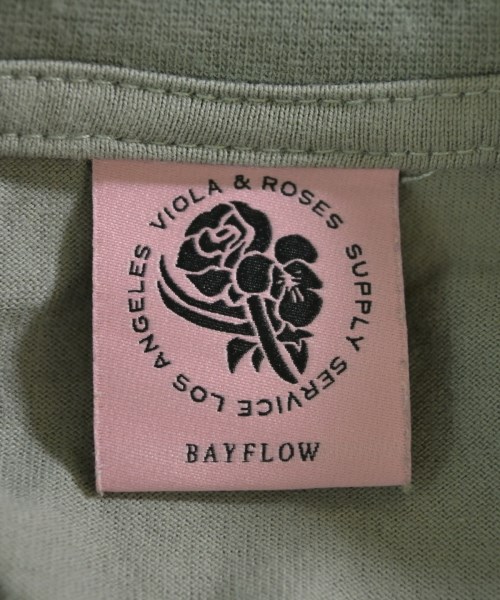 VIOLA & ROSES SUPPLY SERVICE LOS ANGELES
BAYFLOW